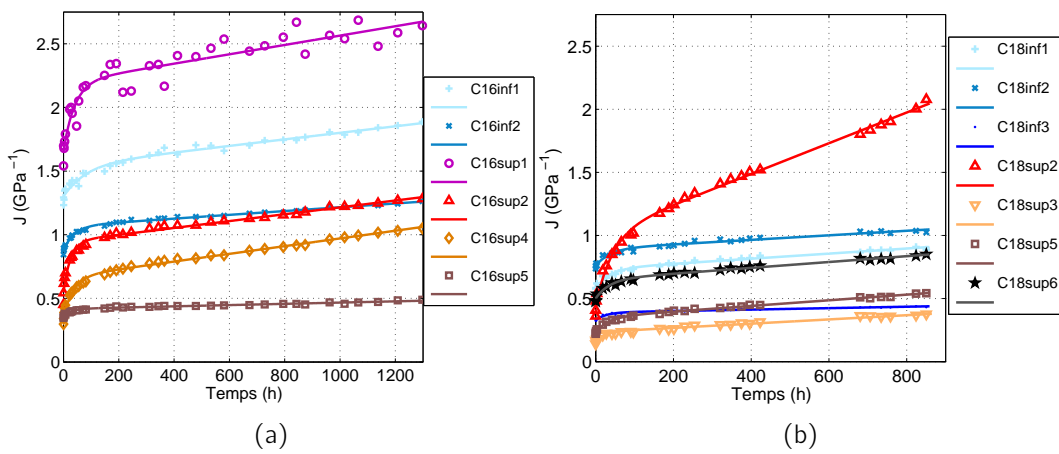 2.5
2
1.5
1
0.5
0
J (GPa⁻¹)
0 200 400 600 800 1000 1200
Temps (h)
C16inf1
C16inf2
C16sup1
C16sup2
C16sup4
C16sup5
(a)
2.5
2
1.5
1
0.5
0
J (GPa⁻¹)
0 200 400 600 800
Temps (h)
C18inf1
C18inf2
C18inf3
C18sup2
C18sup3
C18sup5
C18sup6
(b)